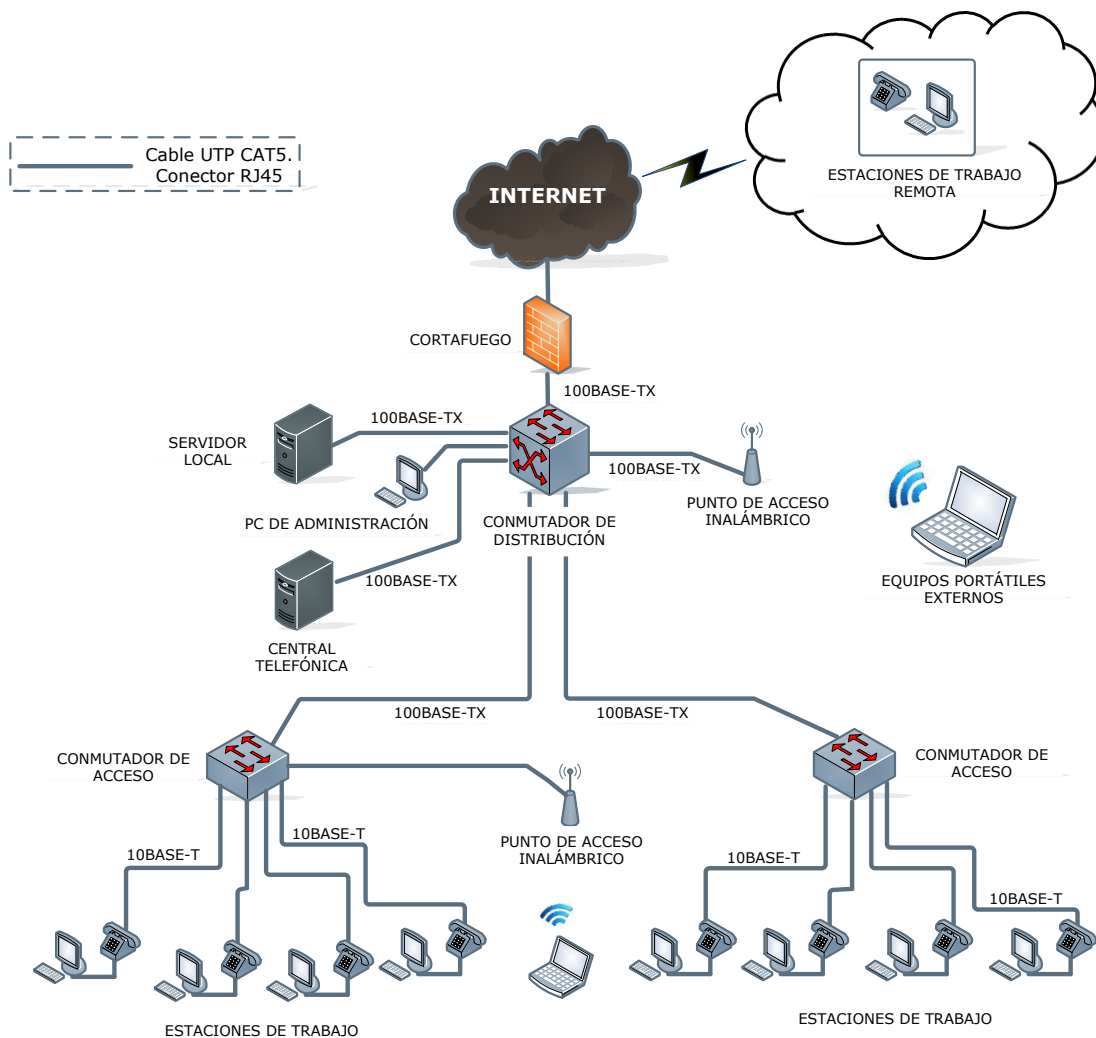 Cable UTP CAT5.
Conector RJ45
INTERNET
ESTACIONES DE TRABAJO
REMOTA
CORTAFUEGO
100BASE-TX
100BASE-TX
SERVIDOR
LOCAL
100BASE-TX
PC DE ADMINISTRACIÓN
CONMUTADOR DE
DISTRIBUCIÓN
PUNTO DE ACCESO
INALÁMBRICO
EQUIPOS PORTÁTILES
EXTERNOS
100BASE-TX
CENTRAL
TELEFÓNICA
100BASE-TX
100BASE-TX
CONMUTADOR DE
ACCESO
CONMUTADOR DE
ACCESO
PUNTO DE ACCESO
INALÁMBRICO
10BASE-T
10BASE-T
10BASE-T
10BASE-T
ESTACIONES DE TRABAJO
ESTACIONES DE TRABAJO